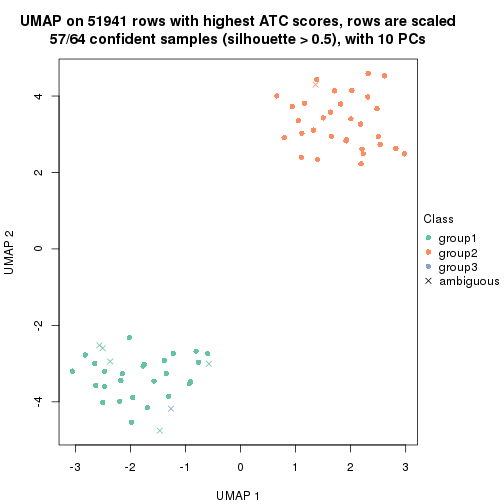 UMAP on 51941 rows with highest ATC scores, rows are scaled
57/64 confident samples (silhouette > 0.5), with 10 PCs
4
2
0
-2
-4
UMAP 2
-3
-2
-1
0
1
2
3
UMAP 1
Class
group1
group2
group3
ambiguous